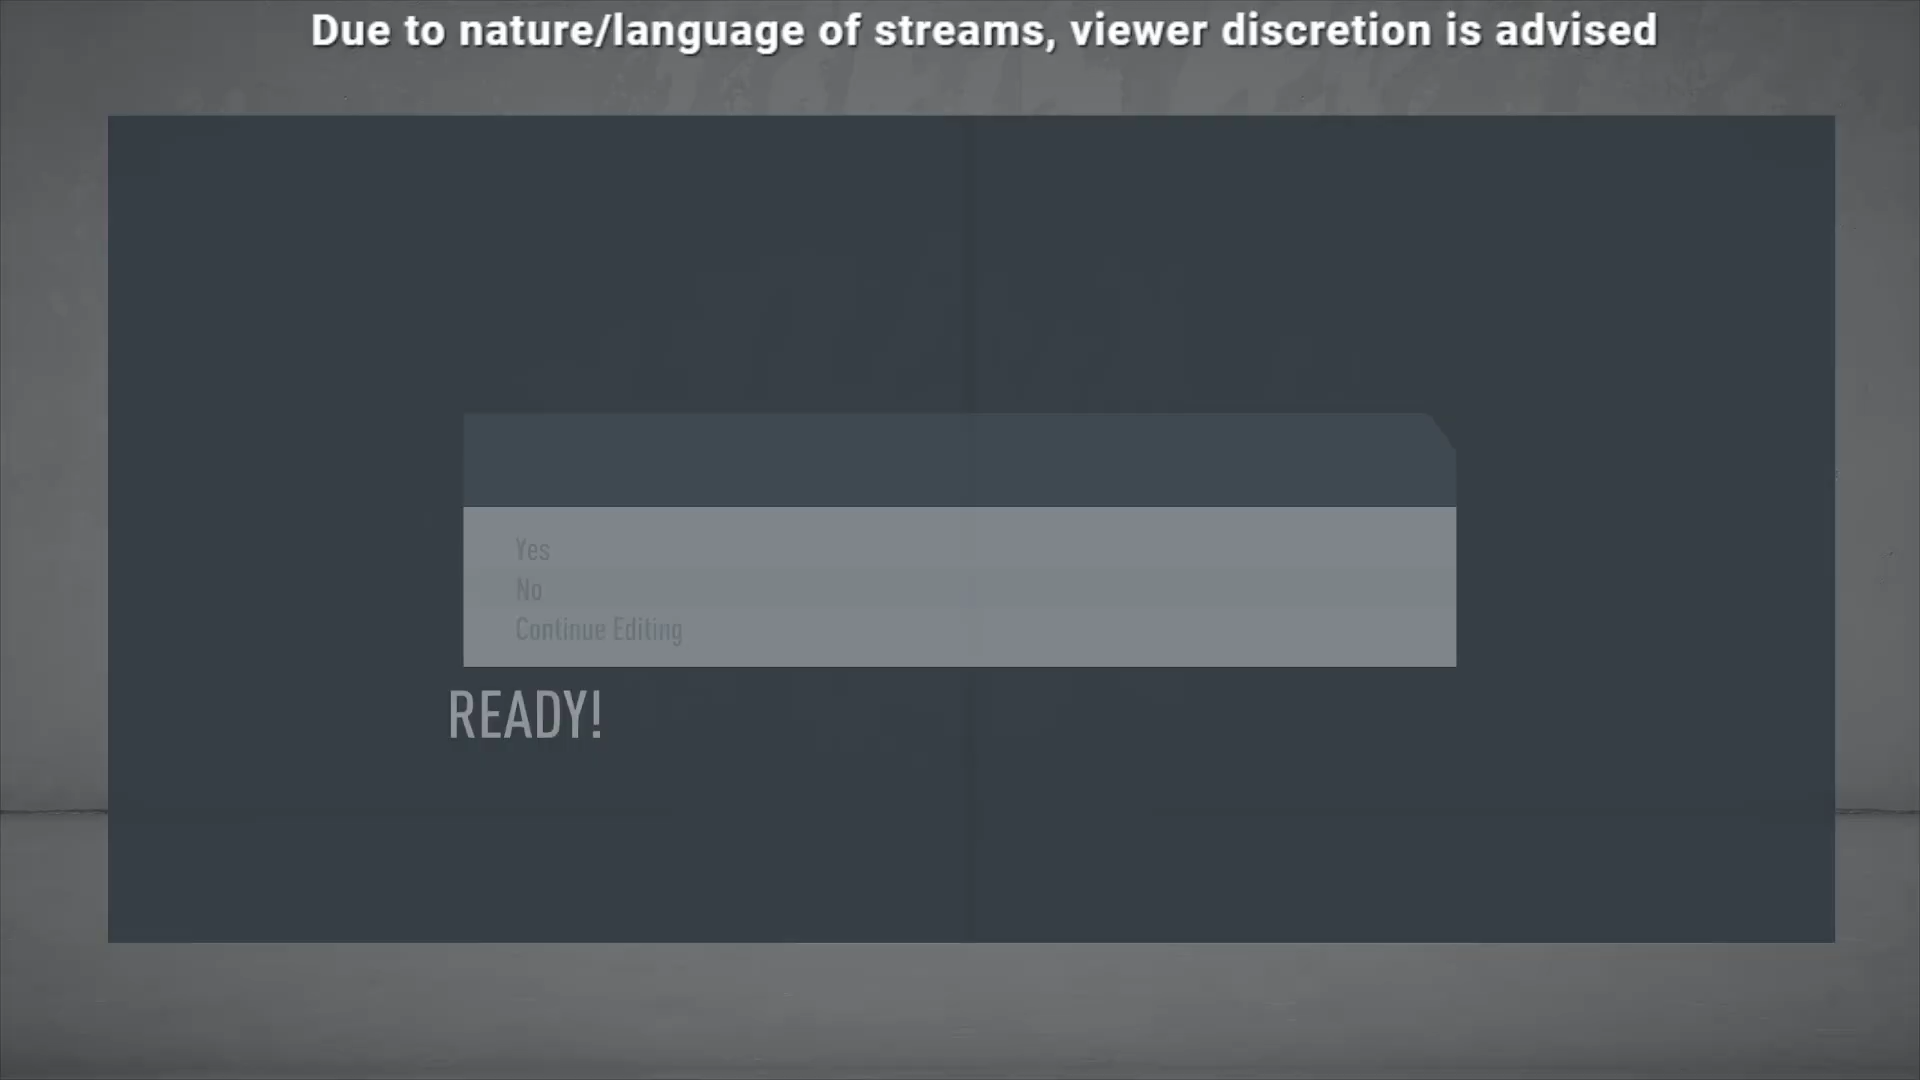 Due to nature/language of streams, viewer discretion is advised
Yes
No
Continue Editing
READY!